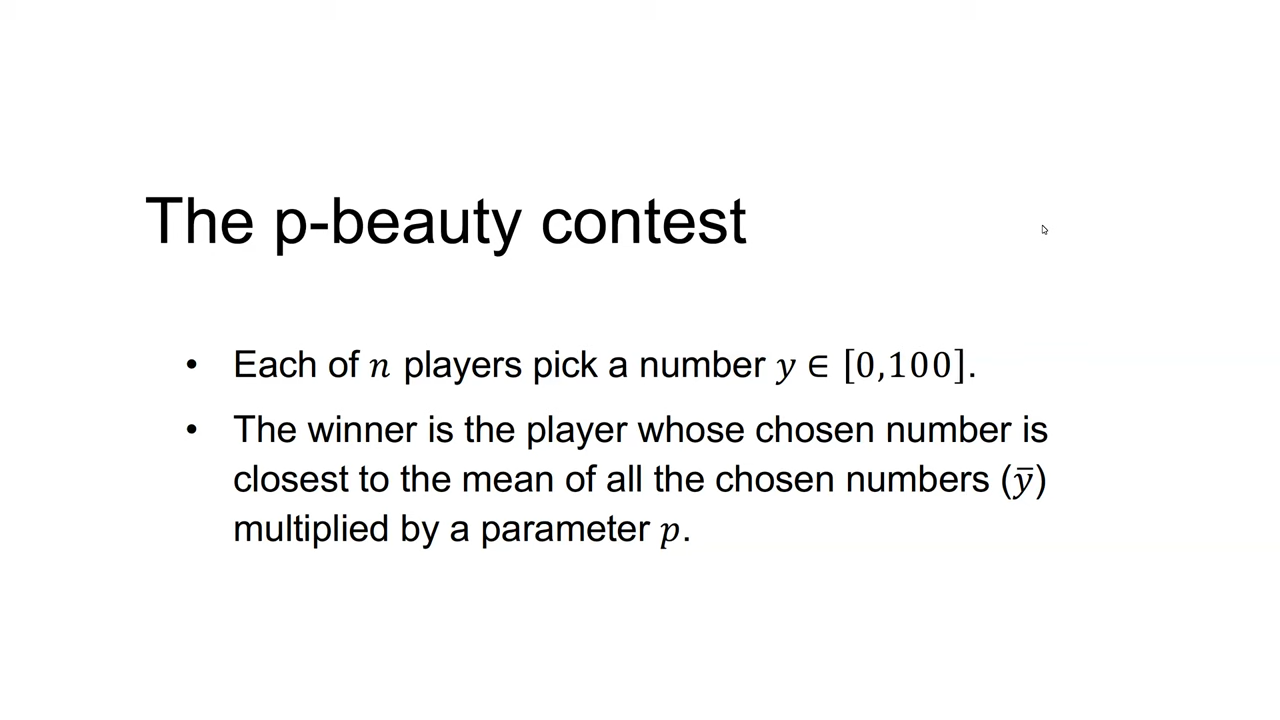 The p-beauty contest
• Each of n players pick a number y ∈ [0,100].
• The winner is the player whose chosen number is
closest to the mean of all the chosen numbers (ȳ)
multiplied by a parameter p.